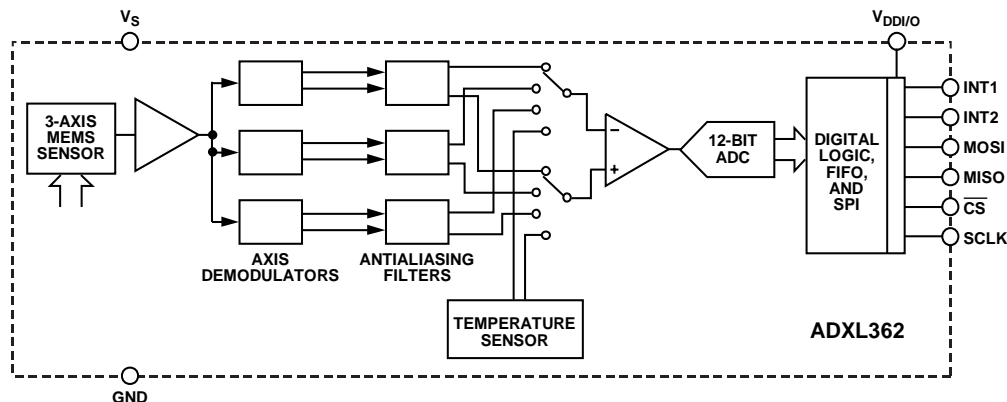 VS
VDDI/O
3-AXIS
MEMS
SENSOR
AXIS
DEMODULATORS
ANTIALIASING
FILTERS
TEMPERATURE
SENSOR
−
+
12-BIT
ADC
DIGITAL
LOGIC,
FIFO,
AND
SPI
INT1
INT2
MOSI
MISO
CS
SCLK
ADXL362
GND